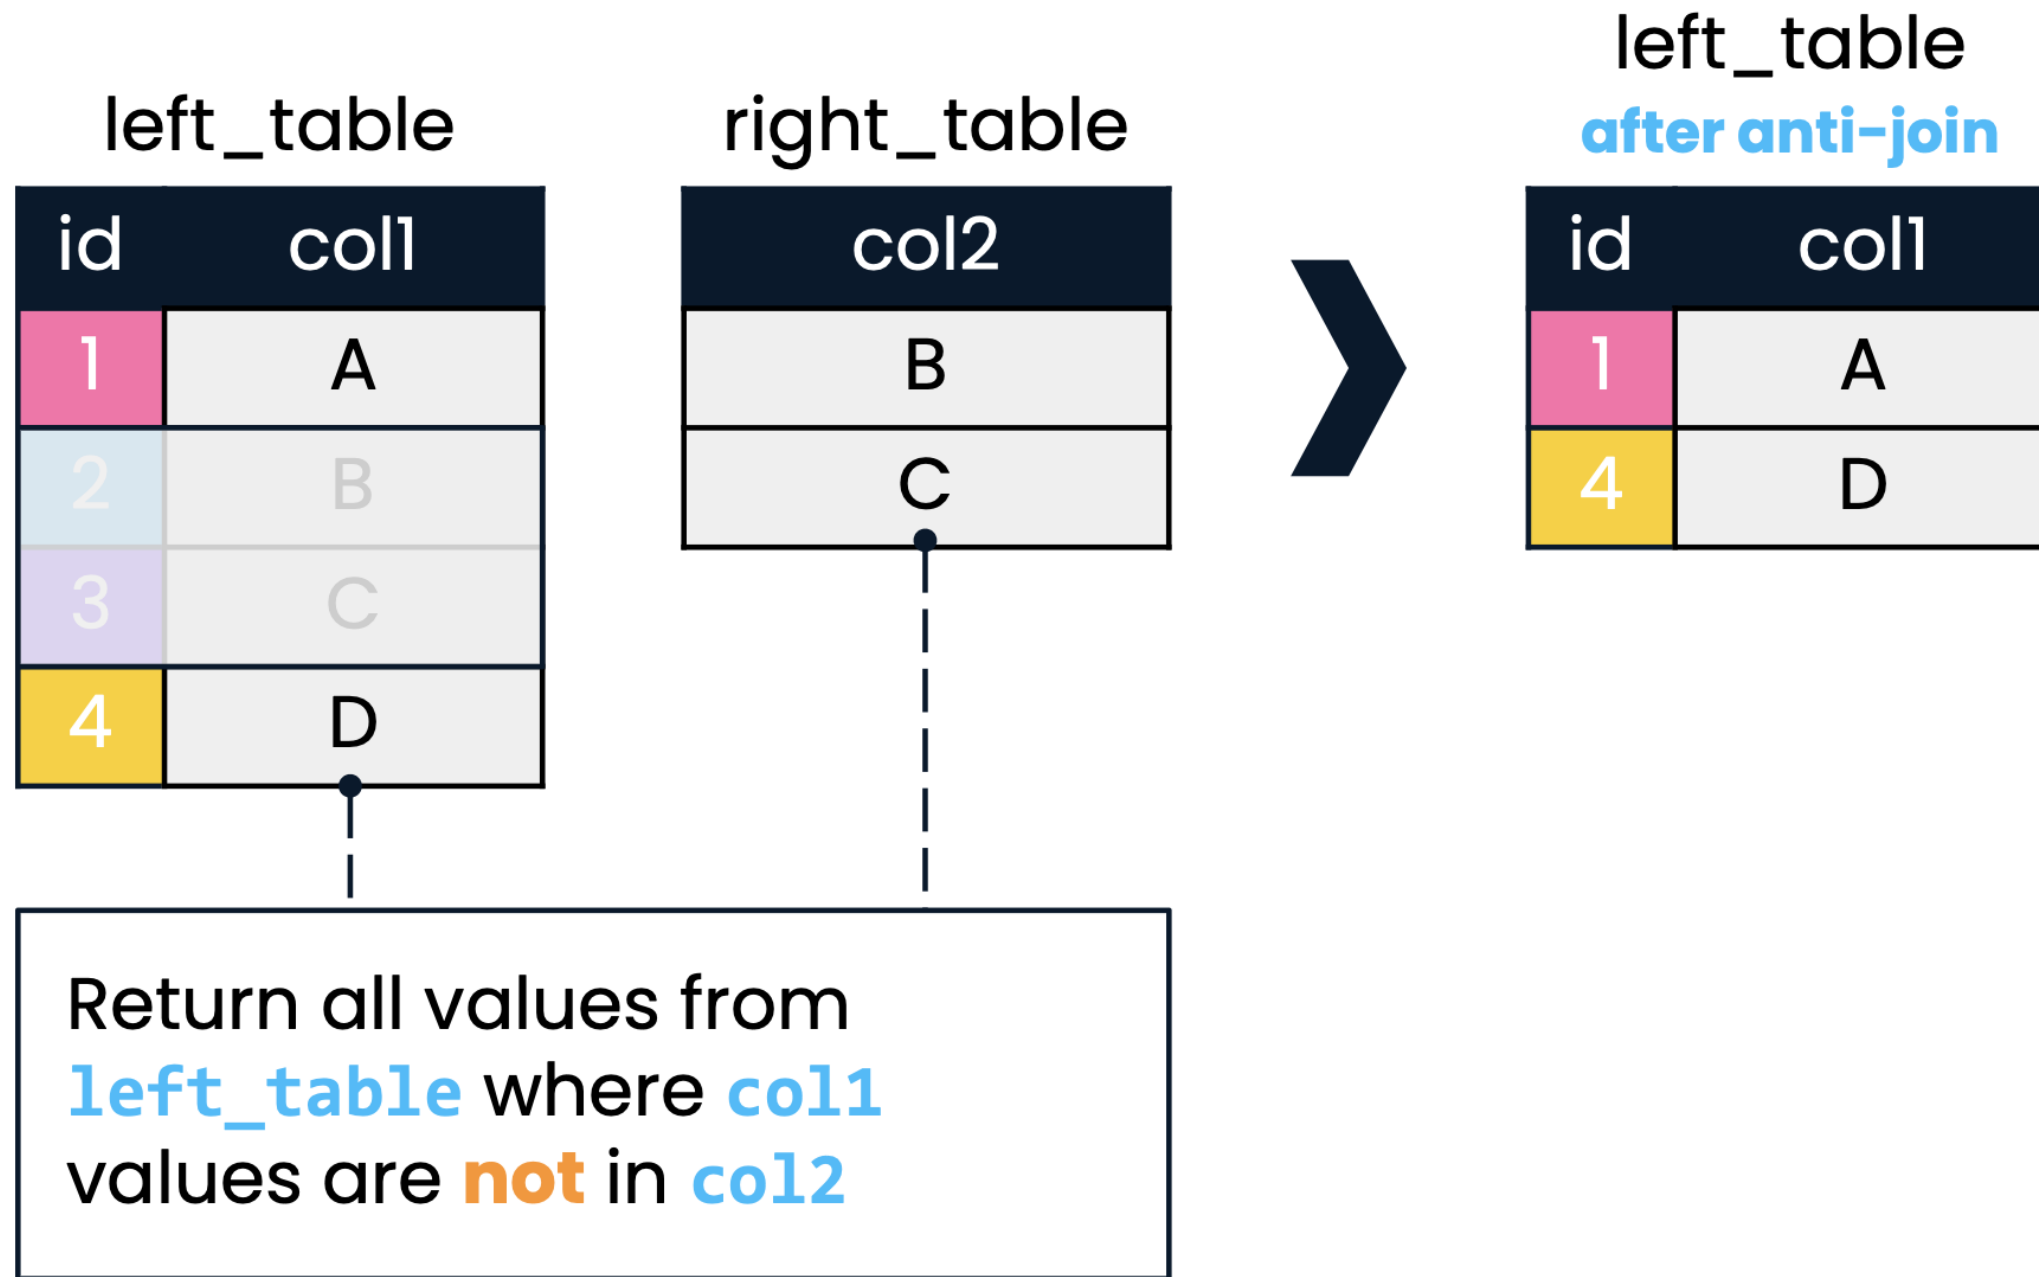 left_table
id col1
1 A
2 B
3 C
4 D
right_table
col2
B
C
left_table
after anti-join
id col1
1 A
4 D
Return all values from
left_table where col1
values are not in col2